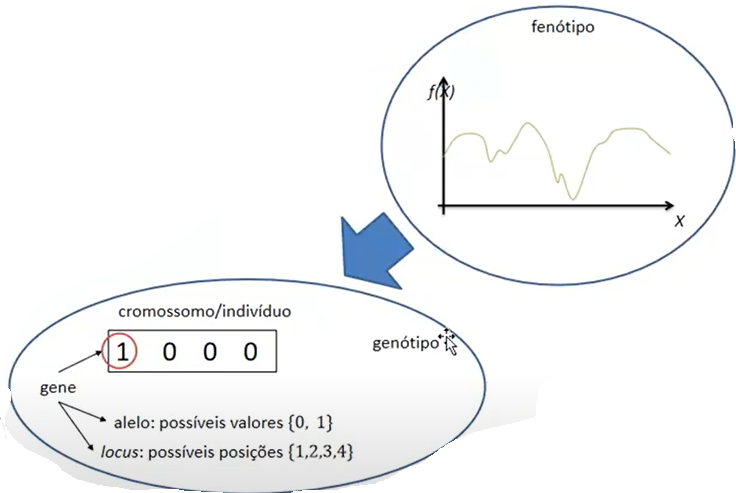 fenótipo
f(X)
X
cromossomo/indivíduo
1 0 0 0
genótipo
gene
alelo: possíveis valores {0, 1}
locus: possíveis posições {1,2,3,4}